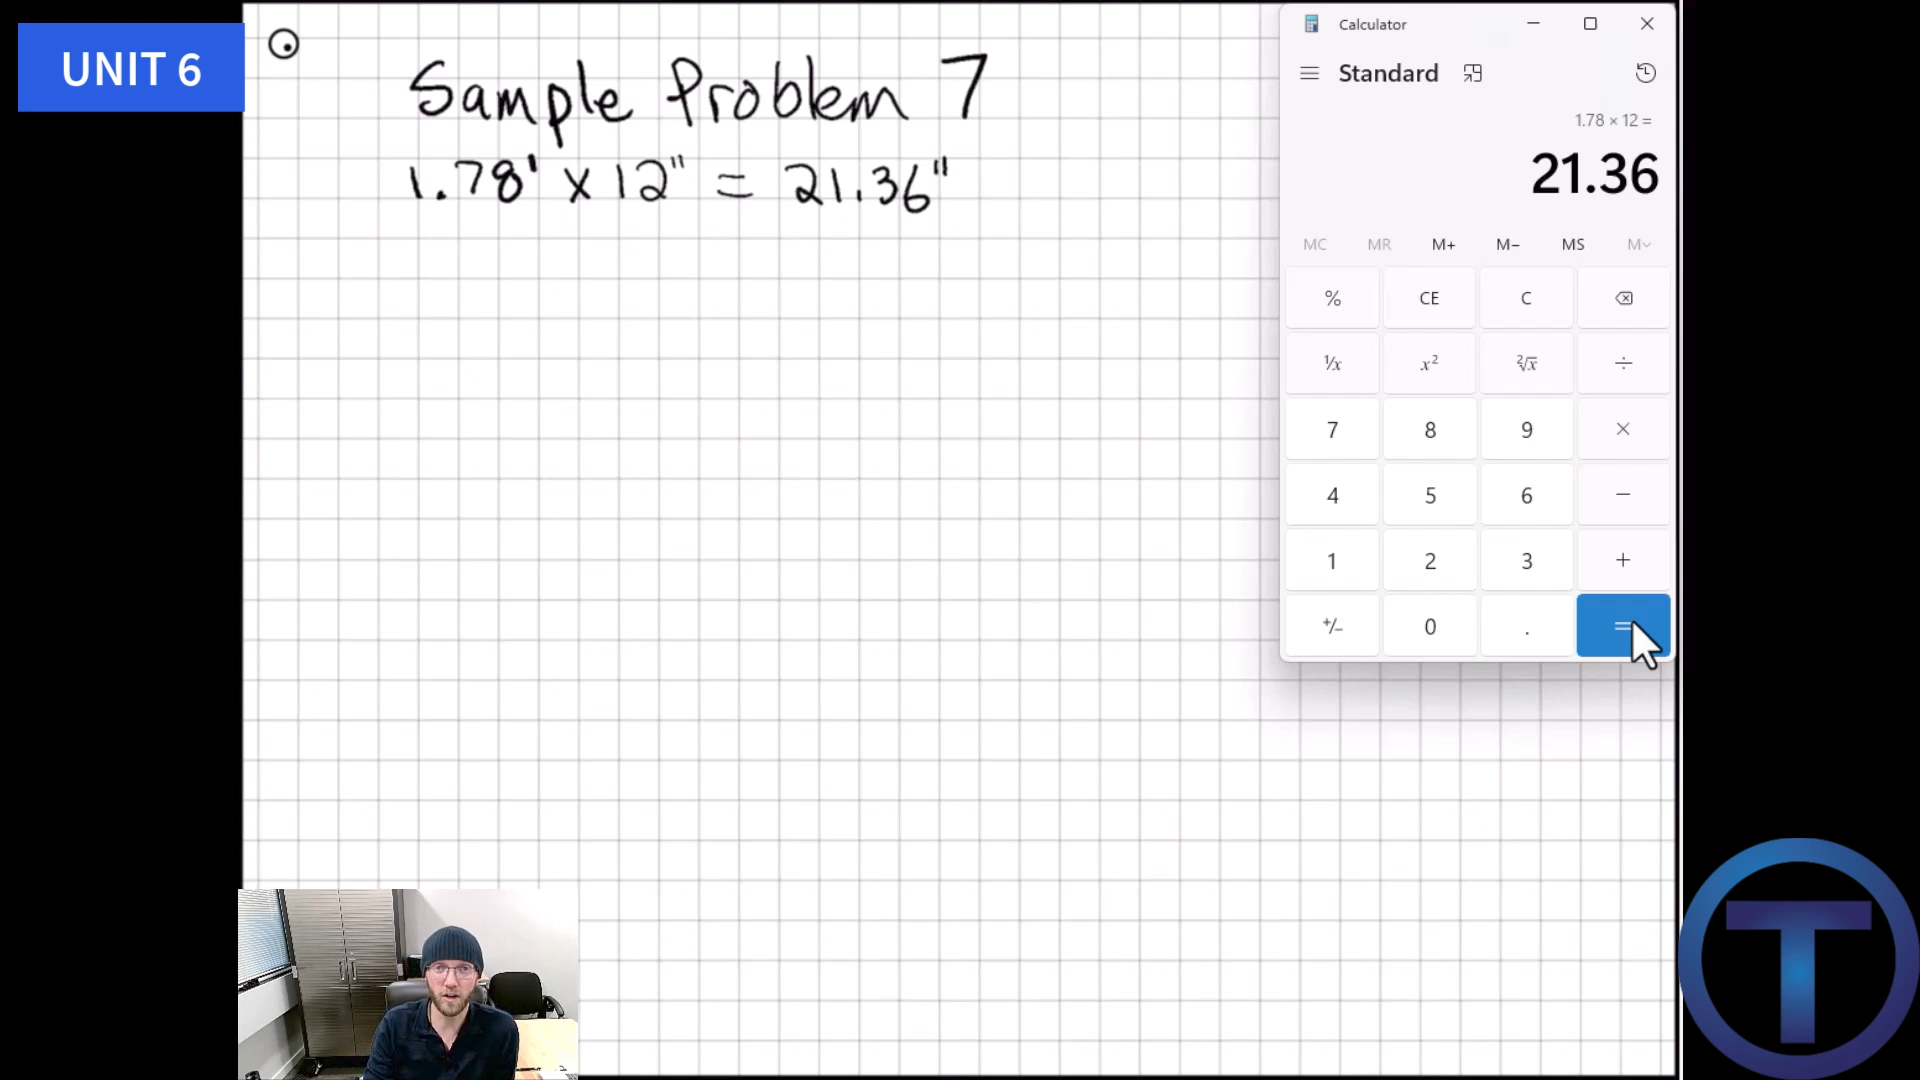 UNIT 6
Sample Problem 7
1.78' x 12" = 21.36"
Calculator
Standard
1.78 × 12 =
21.36
MC MR M+ M− MS M
% CE C
¹/x x² ²√x ÷
7 8 9 ×
4 5 6 −
1 2 3 +
+/− 0 . =
T